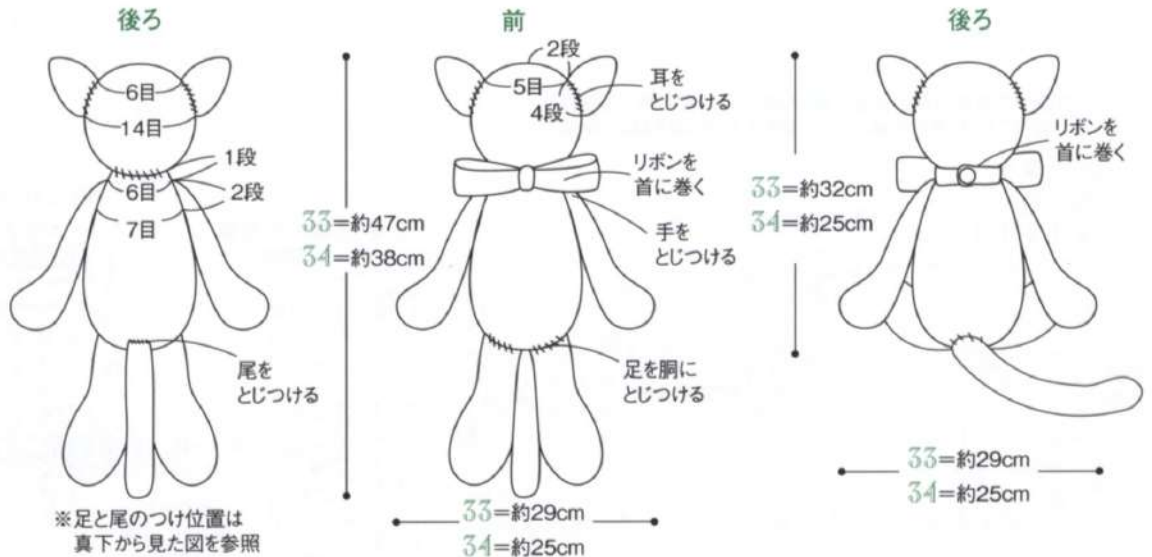 後ろ
6目
14目
1段
6目
2段
7目
尾を
とじつける
※足と尾のつけ位置は
真下から見た図を参照
33=約47cm
34=約38cm
前
2段
5目
4段
耳を
とじつける
リボンを
首に巻く
手を
とじつける
足を胴に
とじつける
33=約29cm
34=約25cm
後ろ
リボンを
首に巻く
33=約32cm
34=約25cm
33=約29cm
34=約25cm